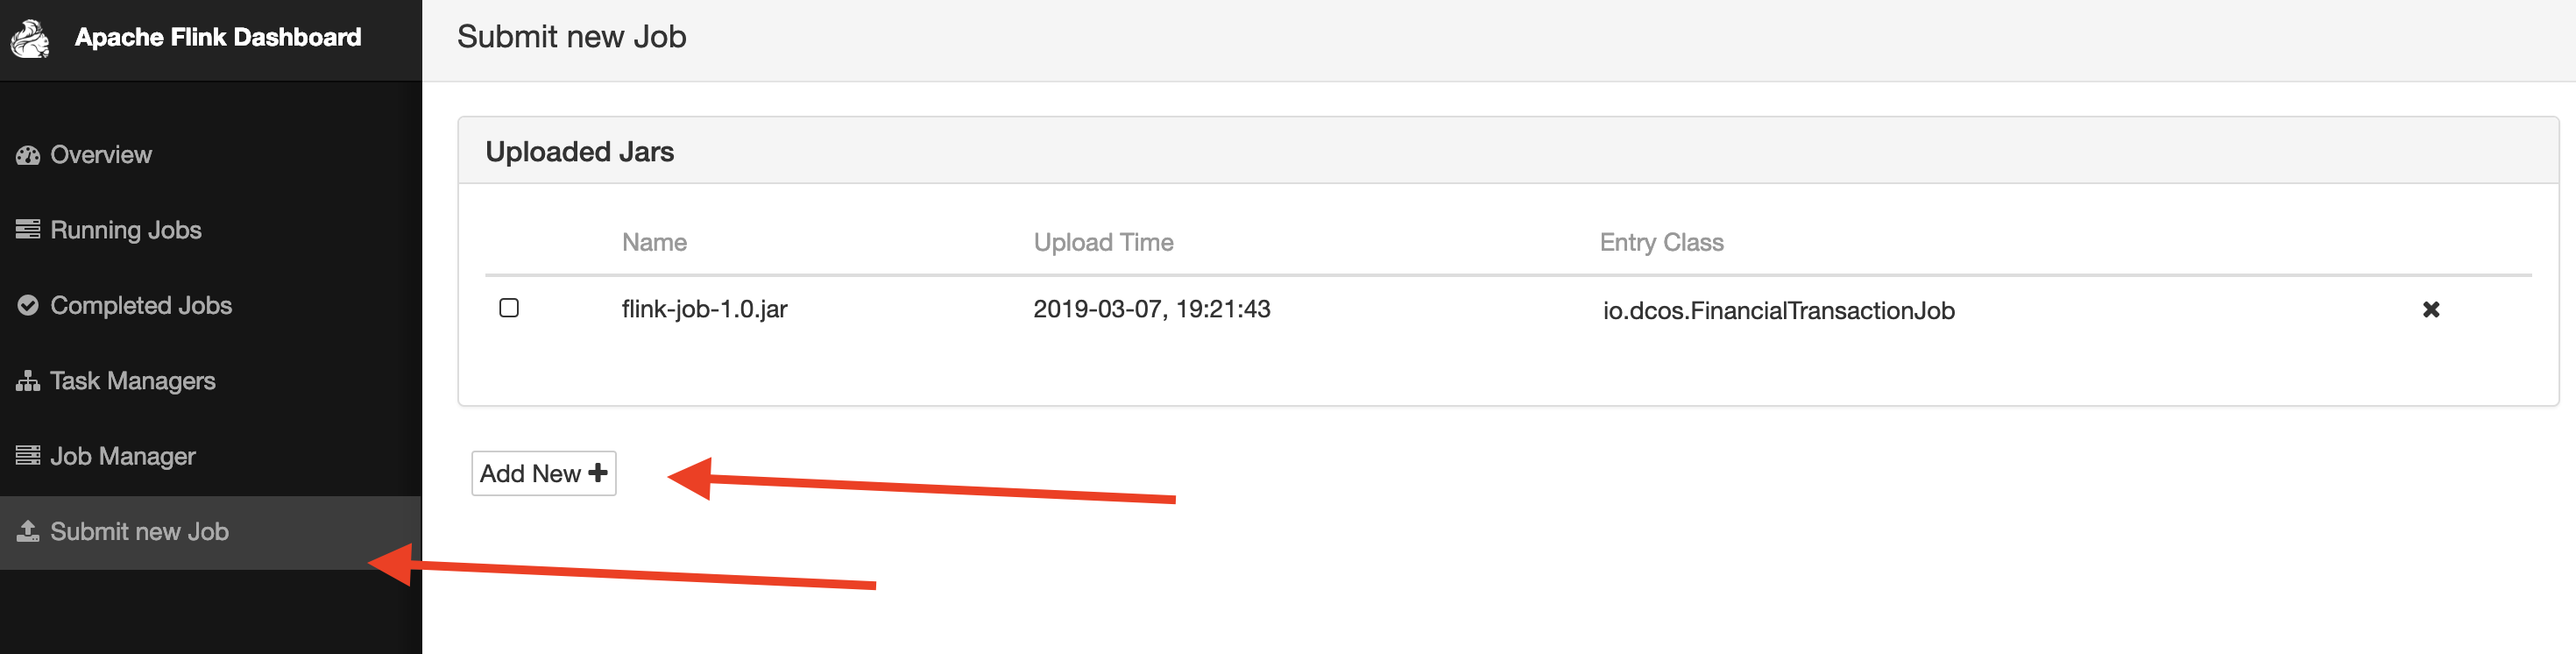 Apache Flink Dashboard
Overview
Running Jobs
Completed Jobs
Task Managers
Job Manager
Submit new Job
Submit new Job
Uploaded Jars
Name Upload Time Entry Class
flink-job-1.0.jar 2019-03-07, 19:21:43 io.dcos.FinancialTransactionJob
Add New